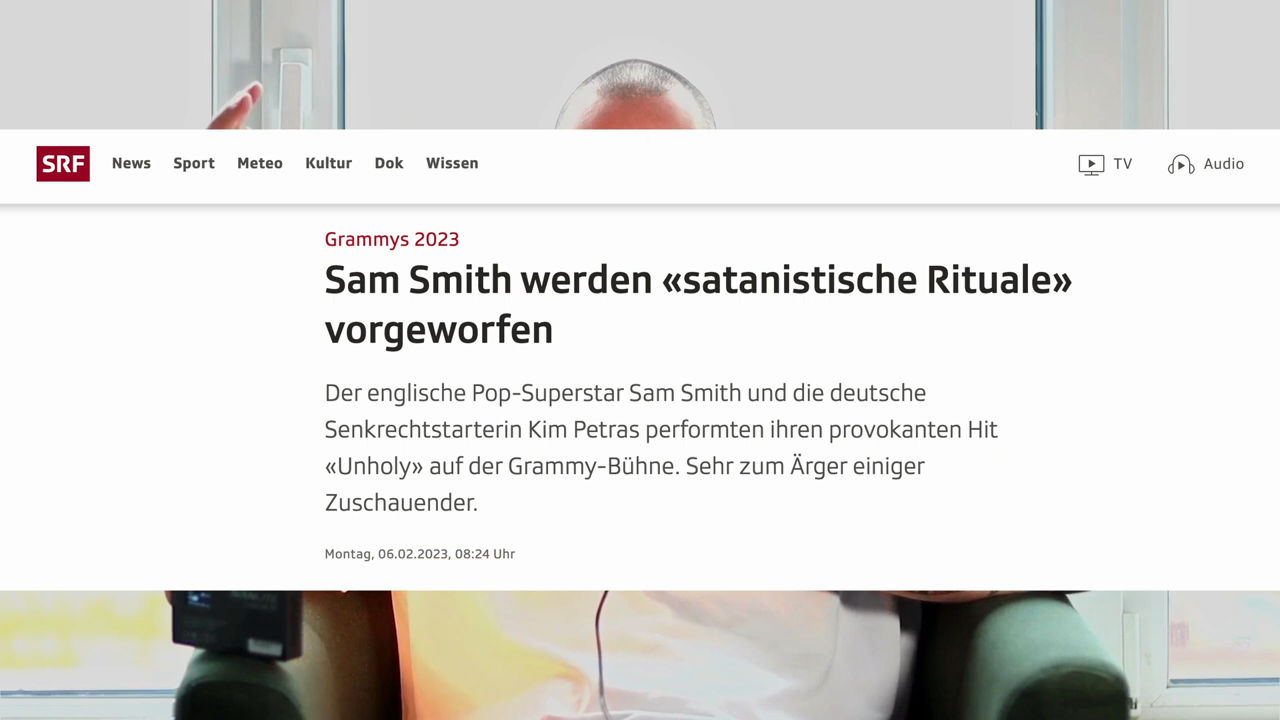 SRF News Sport Meteo Kultur Dok Wissen TV Audio
Grammys 2023
Sam Smith werden «satanistische Rituale»
vorgeworfen
Der englische Pop-Superstar Sam Smith und die deutsche
Senkrechtstarterin Kim Petras performten ihren provokanten Hit
«Unholy» auf der Grammy-Bühne. Sehr zum Ärger einiger
Zuschauender.
Montag, 06.02.2023, 08:24 Uhr